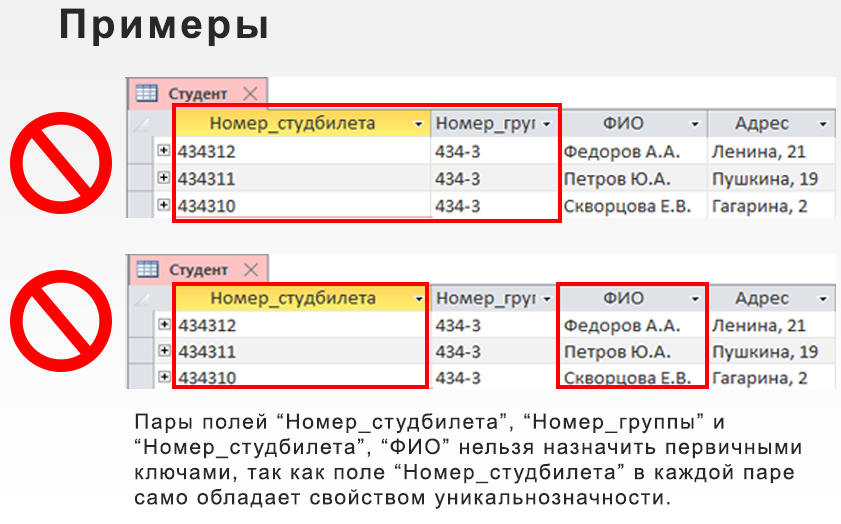 Примеры
Студент
Номер_студбилета Номер_груг ФИО Адрес
434312 434-3 Федоров А.А. Ленина, 21
434311 434-3 Петров Ю.А. Пушкина, 19
434310 434-3 Скворцова Е.В. Гагарина, 2
Студент
Номер_студбилета Номер_груг ФИО Адрес
434312 434-3 Федоров А.А. Ленина, 21
434311 434-3 Петров Ю.А. Пушкина, 19
434310 434-3 Скворцова Е.В. Гагарина, 2
Пары полей “Номер_студбилета”, “Номер_группы” и
“Номер_студбилета”, “ФИО” нельзя назначить первичными
ключами, так как поле “Номер_студбилета” в каждой паре
само обладает свойством уникальнозначности.